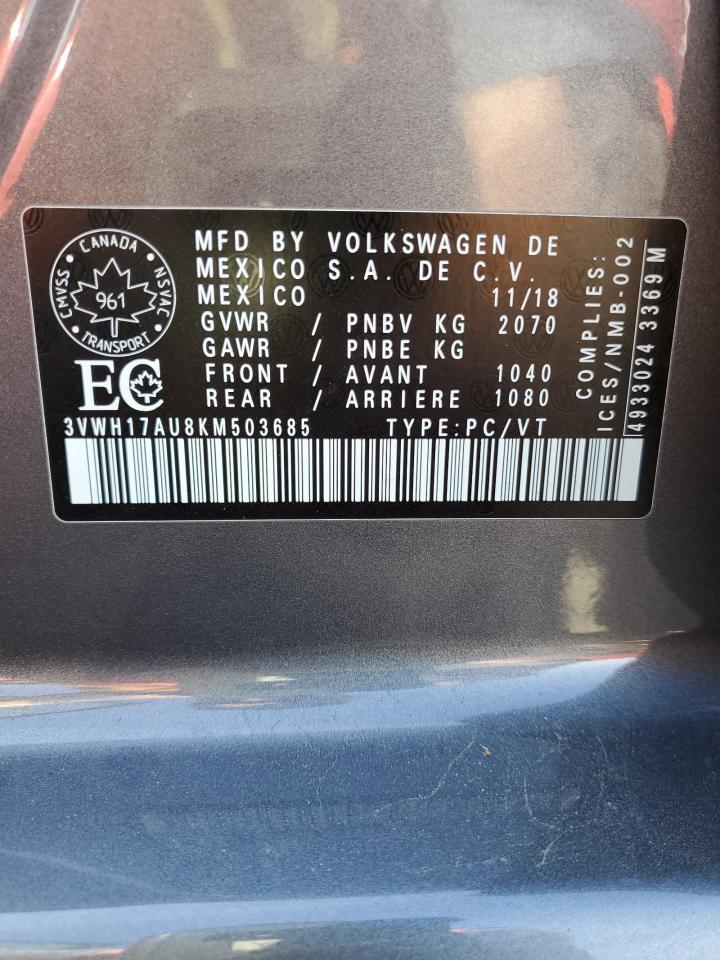 CANADA
CMVSS
NSVAC
961
TRANSPORT
EC
MFD BY VOLKSWAGEN DE
MEXICO S.A. DE C.V.
MEXICO 11/18
GVWR / PNBV KG 2070
GAWR / PNBE KG
FRONT / AVANT 1040
REAR / ARRIERE 1080
3VWH17AU8KM503685 TYPE:PC/VT
COMPLIES:
ICES/NMB-002
4933024 3369 M